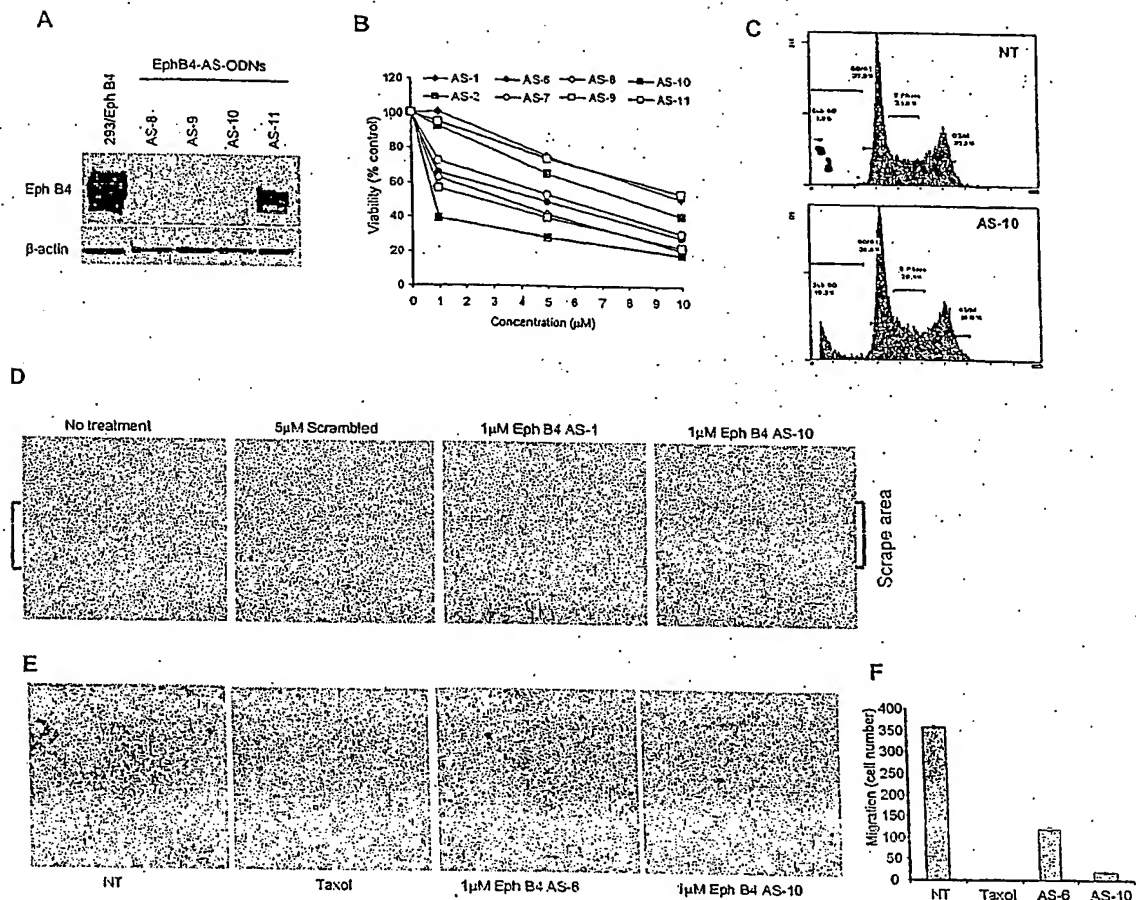 A
EphB4-AS-ODNs
293/Eph B4
AS-8
AS-9
AS-10
AS-11
Eph B4
β-actin
B
AS-1 AS-6 AS-8 AS-10
AS-2 AS-7 AS-9 AS-11
120
100
80
60
40
20
0
Viability (% control)
0 1 2 3 4 5 6 7 8 9 10
Concentration (μM)
C
NT
AS-10
D
No treatment
5μM Scrambled
1μM Eph B4 AS-1
1μM Eph B4 AS-10
Scrape area
E
NT
Taxol
1μM Eph B4 AS-6
1μM Eph B4 AS-10
F
400
350
300
250
200
150
100
50
0
Migration (cell number)
NT Taxol AS-6 AS-10